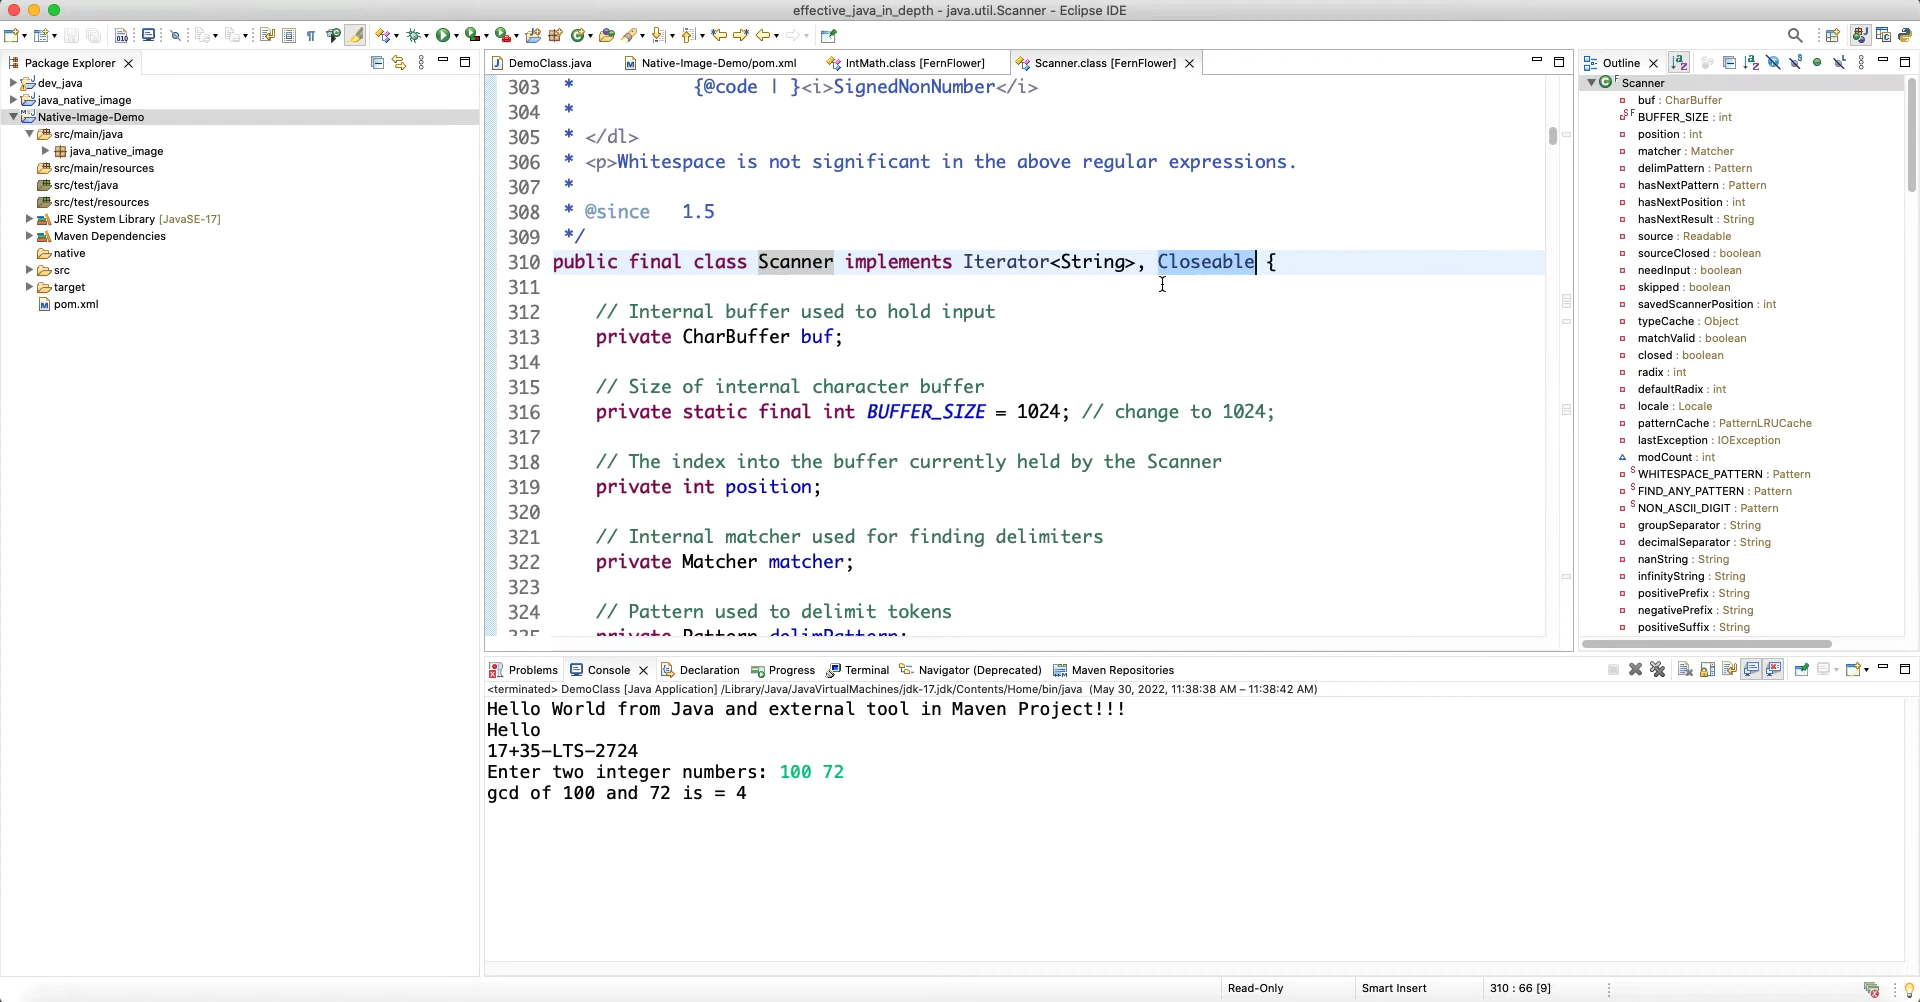 effective_java_in_depth - java.util.Scanner - Eclipse IDE
Package Explorer
dev_java
java_native_image
Native-Image-Demo
src/main/java
java_native_image
src/main/resources
src/test/java
src/test/resources
JRE System Library [JavaSE-17]
Maven Dependencies
native
src
target
pom.xml
DemoClass.java
Native-Image-Demo/pom.xml
IntMath.class [FernFlower]
Scanner.class [FernFlower]
303 * {@code | }<i>SignedNonNumber</i>
304 *
305 * </dl>
306 * <p>Whitespace is not significant in the above regular expressions.
307 *
308 * @since 1.5
309 */
310 public final class Scanner implements Iterator<String>, Closeable {
311
312 // Internal buffer used to hold input
313 private CharBuffer buf;
314
315 // Size of internal character buffer
316 private static final int BUFFER_SIZE = 1024; // change to 1024;
317
318 // The index into the buffer currently held by the Scanner
319 private int position;
320
321 // Internal matcher used for finding delimiters
322 private Matcher matcher;
323
324 // Pattern used to delimit tokens
325 private Pattern delimPattern;
Outline
Scanner
buf : CharBuffer
BUFFER_SIZE : int
position : int
matcher : Matcher
delimPattern : Pattern
hasNextPattern : Pattern
hasNextPosition : int
hasNextResult : String
source : Readable
sourceClosed : boolean
needInput : boolean
skipped : boolean
savedScannerPosition : int
typeCache : Object
matchValid : boolean
closed : boolean
radix : int
defaultRadix : int
locale : Locale
patternCache : PatternLRUCache
lastException : IOException
modCount : int
WHITESPACE_PATTERN : Pattern
FIND_ANY_PATTERN : Pattern
NON_ASCII_DIGIT : Pattern
groupSeparator : String
decimalSeparator : String
nanString : String
infinityString : String
positivePrefix : String
negativePrefix : String
positiveSuffix : String
Problems Console Declaration Progress Terminal Navigator (Deprecated) Maven Repositories
<terminated> DemoClass [Java Application] /Library/Java/JavaVirtualMachines/jdk-17.jdk/Contents/Home/bin/java (May 30, 2022, 11:38:38 AM – 11:38:42 AM)
Hello World from Java and external tool in Maven Project!!!
Hello
17+35-LTS-2724
Enter two integer numbers: 100 72
gcd of 100 and 72 is = 4
Read-Only Smart Insert 310 : 66 [9]